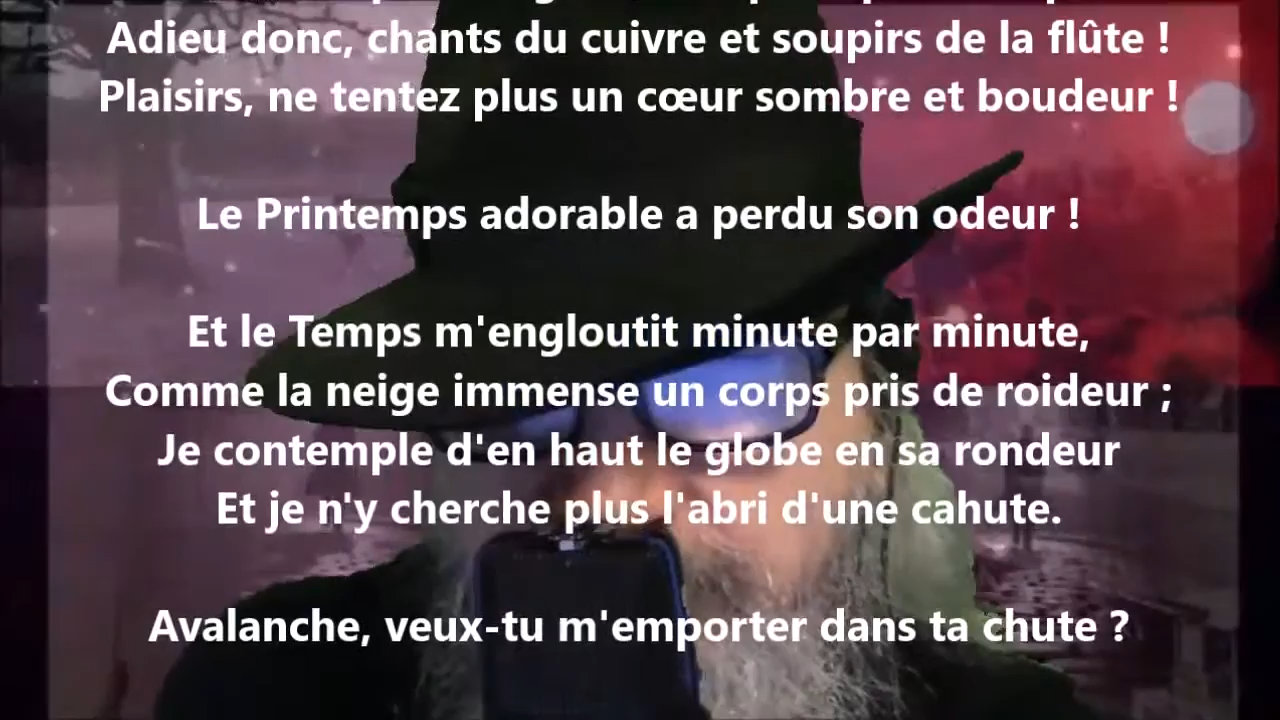 Adieu donc, chants du cuivre et soupirs de la flûte !
Plaisirs, ne tentez plus un cœur sombre et boudeur !
Le Printemps adorable a perdu son odeur !
Et le Temps m'engloutit minute par minute,
Comme la neige immense un corps pris de roideur ;
Je contemple d'en haut le globe en sa rondeur
Et je n'y cherche plus l'abri d'une cahute.
Avalanche, veux-tu m'emporter dans ta chute ?